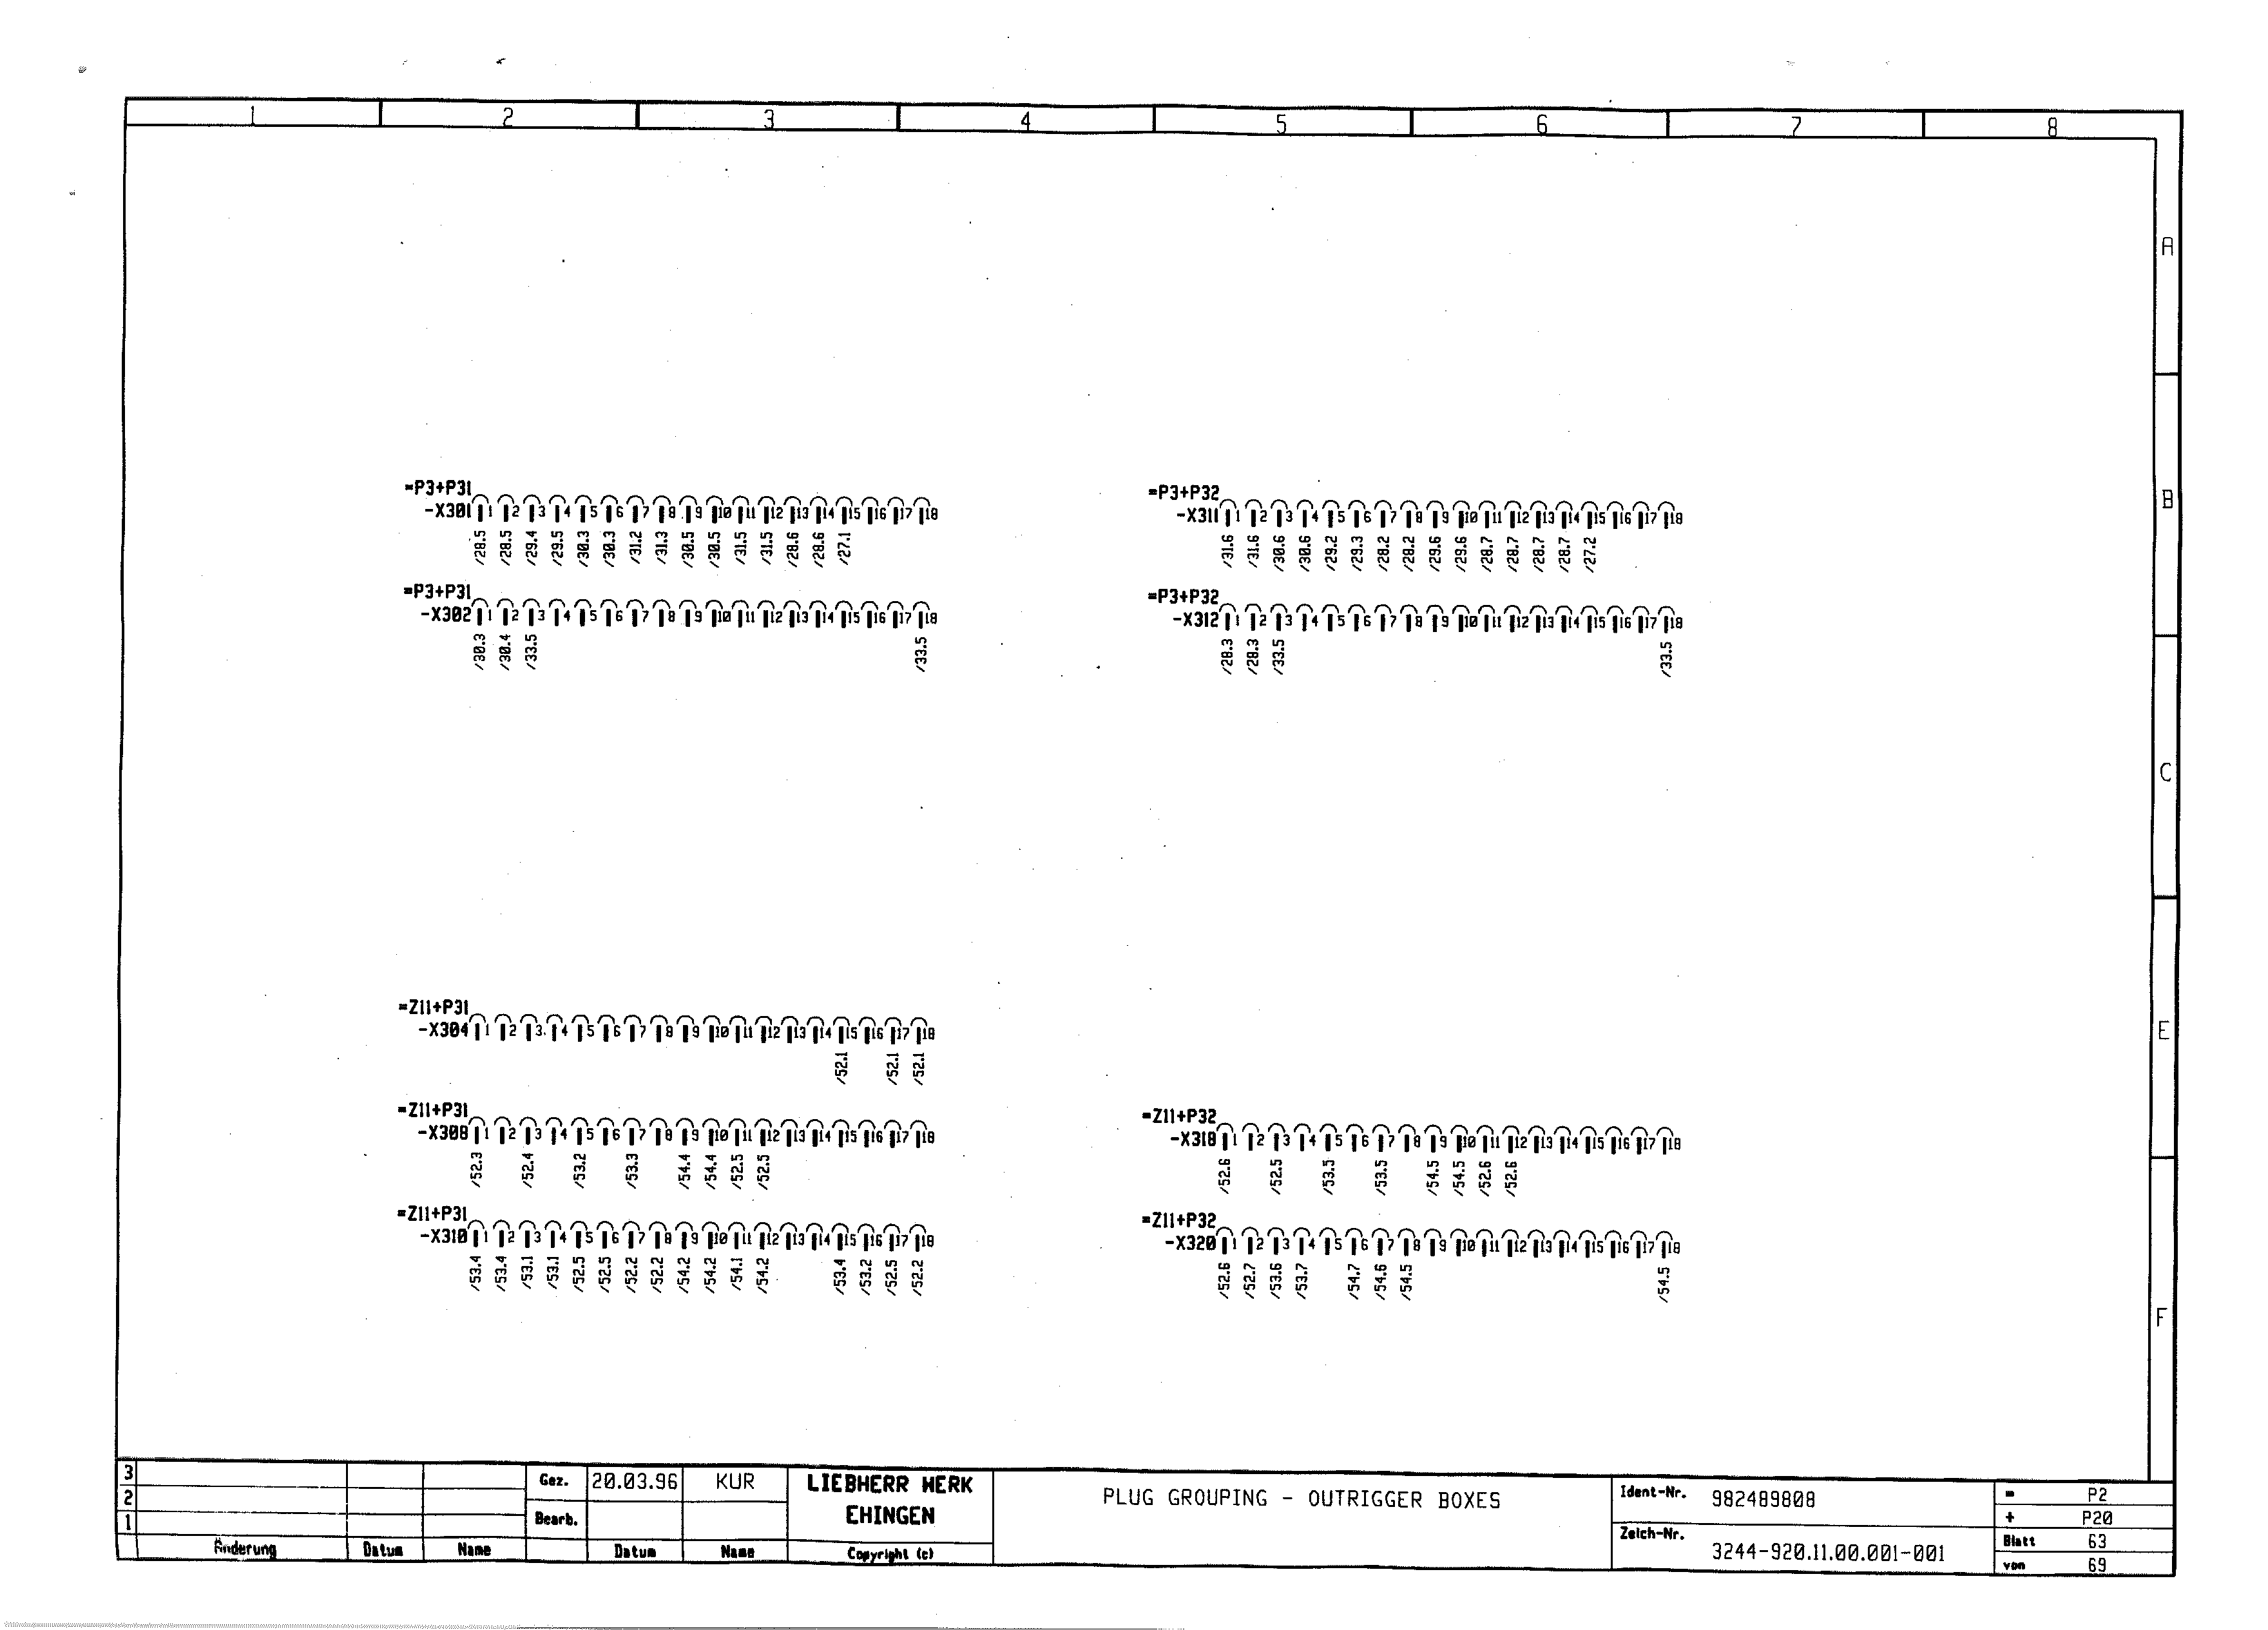 1 2 3 4 5 6 7 8
A
B
C
E
F
=P3+P31
-X301 1 2 3 4 5 6 7 8 9 10 11 12 13 14 15 16 17 18
/28.5 /28.5 /29.4 /29.5 /30.3 /30.3 /31.2 /31.3 /30.5 /30.5 /31.5 /31.5 /28.6 /28.6 /27.1
=P3+P32
-X311 1 2 3 4 5 6 7 8 9 10 11 12 13 14 15 16 17 18
/31.6 /31.6 /30.6 /30.6 /29.2 /29.3 /28.2 /28.2 /29.6 /29.6 /28.7 /28.7 /28.7 /28.7 /27.2
=P3+P31
-X302 1 2 3 4 5 6 7 8 9 10 11 12 13 14 15 16 17 18
/30.3 /30.4 /33.5 /33.5
=P3+P32
-X312 1 2 3 4 5 6 7 8 9 10 11 12 13 14 15 16 17 18
/28.3 /28.3 /33.5 /33.5
=Z11+P31
-X304 1 2 3 4 5 6 7 8 9 10 11 12 13 14 15 16 17 18
/52.1 /52.1 /52.1
=Z11+P31
-X308 1 2 3 4 5 6 7 8 9 10 11 12 13 14 15 16 17 18
/52.3 /52.4 /53.2 /53.3 /54.4 /54.4 /52.5 /52.5
=Z11+P32
-X318 1 2 3 4 5 6 7 8 9 10 11 12 13 14 15 16 17 18
/52.6 /52.5 /53.5 /53.5 /54.5 /54.5 /52.6 /52.6
=Z11+P31
-X310 1 2 3 4 5 6 7 8 9 10 11 12 13 14 15 16 17 18
/53.4 /53.4 /53.1 /53.1 /52.5 /52.5 /52.2 /52.2 /54.2 /54.2 /54.1 /54.2 /53.4 /53.2 /52.5 /52.2
=Z11+P32
-X320 1 2 3 4 5 6 7 8 9 10 11 12 13 14 15 16 17 18
/52.6 /52.7 /53.6 /53.7 /54.7 /54.6 /54.5 /54.5
3
2
1
Änderung Datum Name
Gez. 20.03.96 KUR
Bearb.
Datum Name
LIEBHERR WERK
EHINGEN
Copyright (c)
PLUG GROUPING - OUTRIGGER BOXES
Ident-Nr. 982489808
Zeich-Nr. 3244-920.11.00.001-001
= P2
+ P20
Blatt 63
von 69